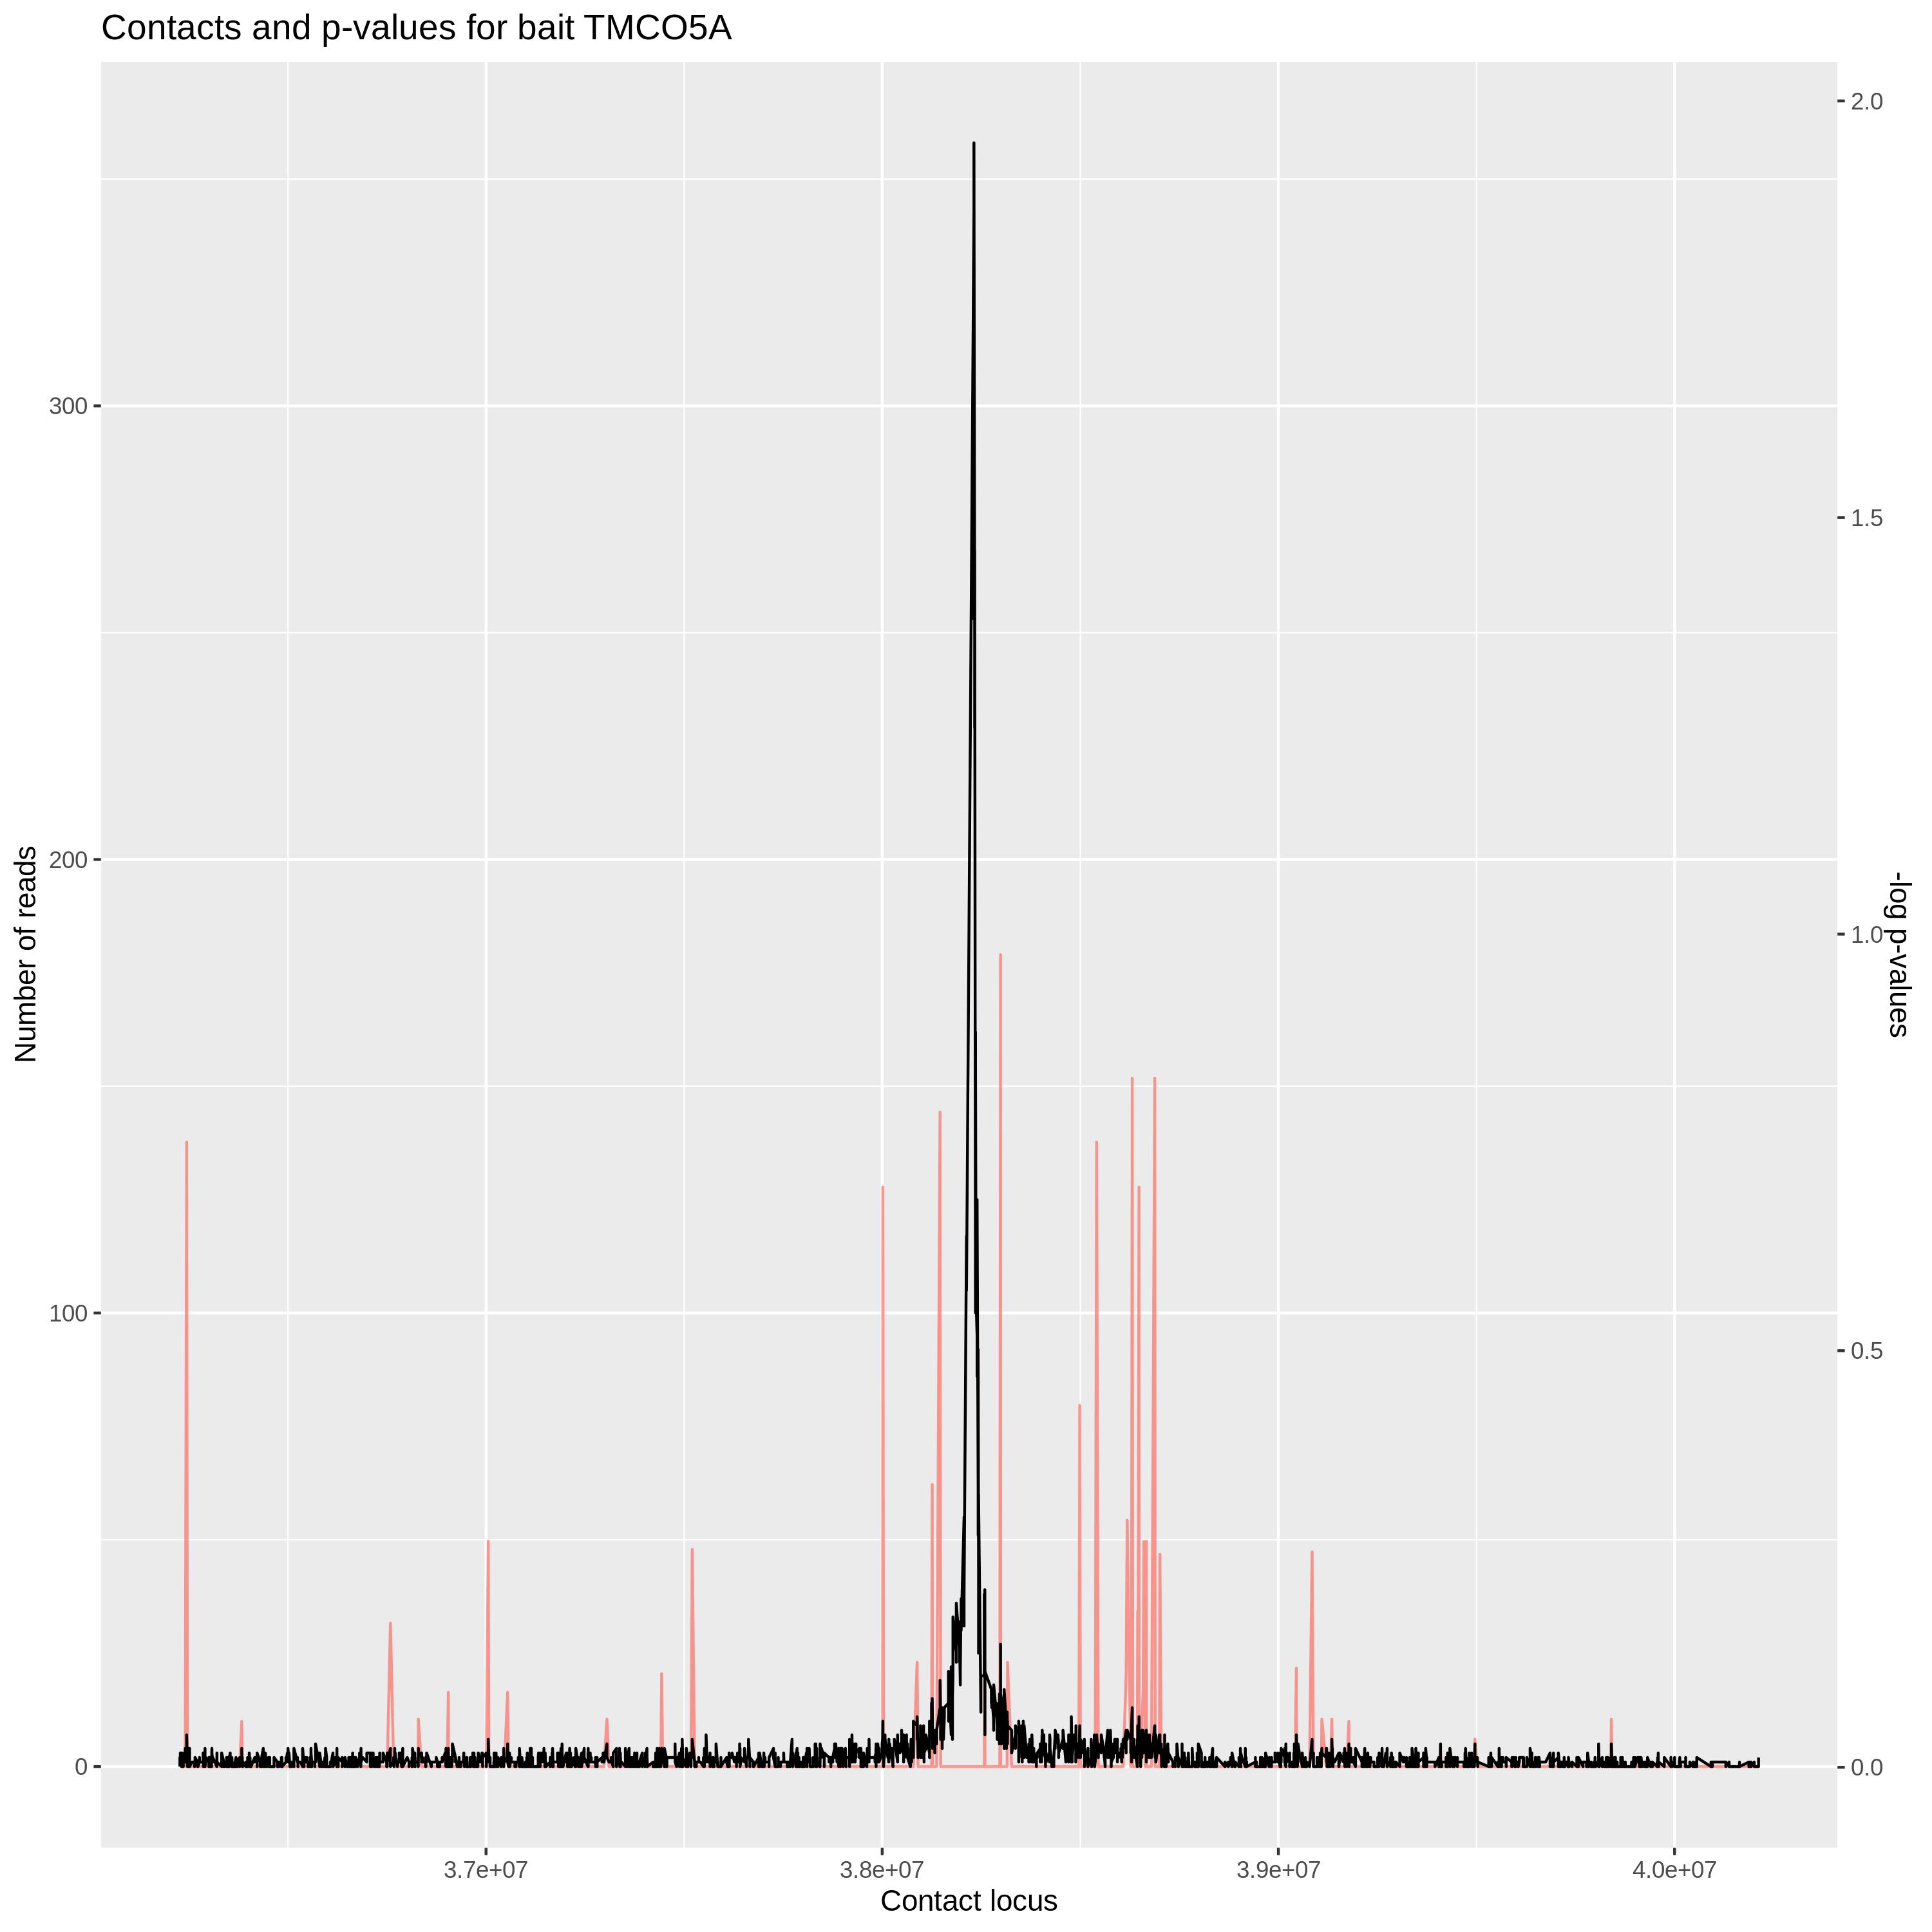 Contacts and p-values for bait TMCO5A
2.0
1.5
1.0
0.5
0.0
-log p-values
300
200
100
0
Number of reads
3.7e+07
3.8e+07
3.9e+07
4.0e+07
Contact locus